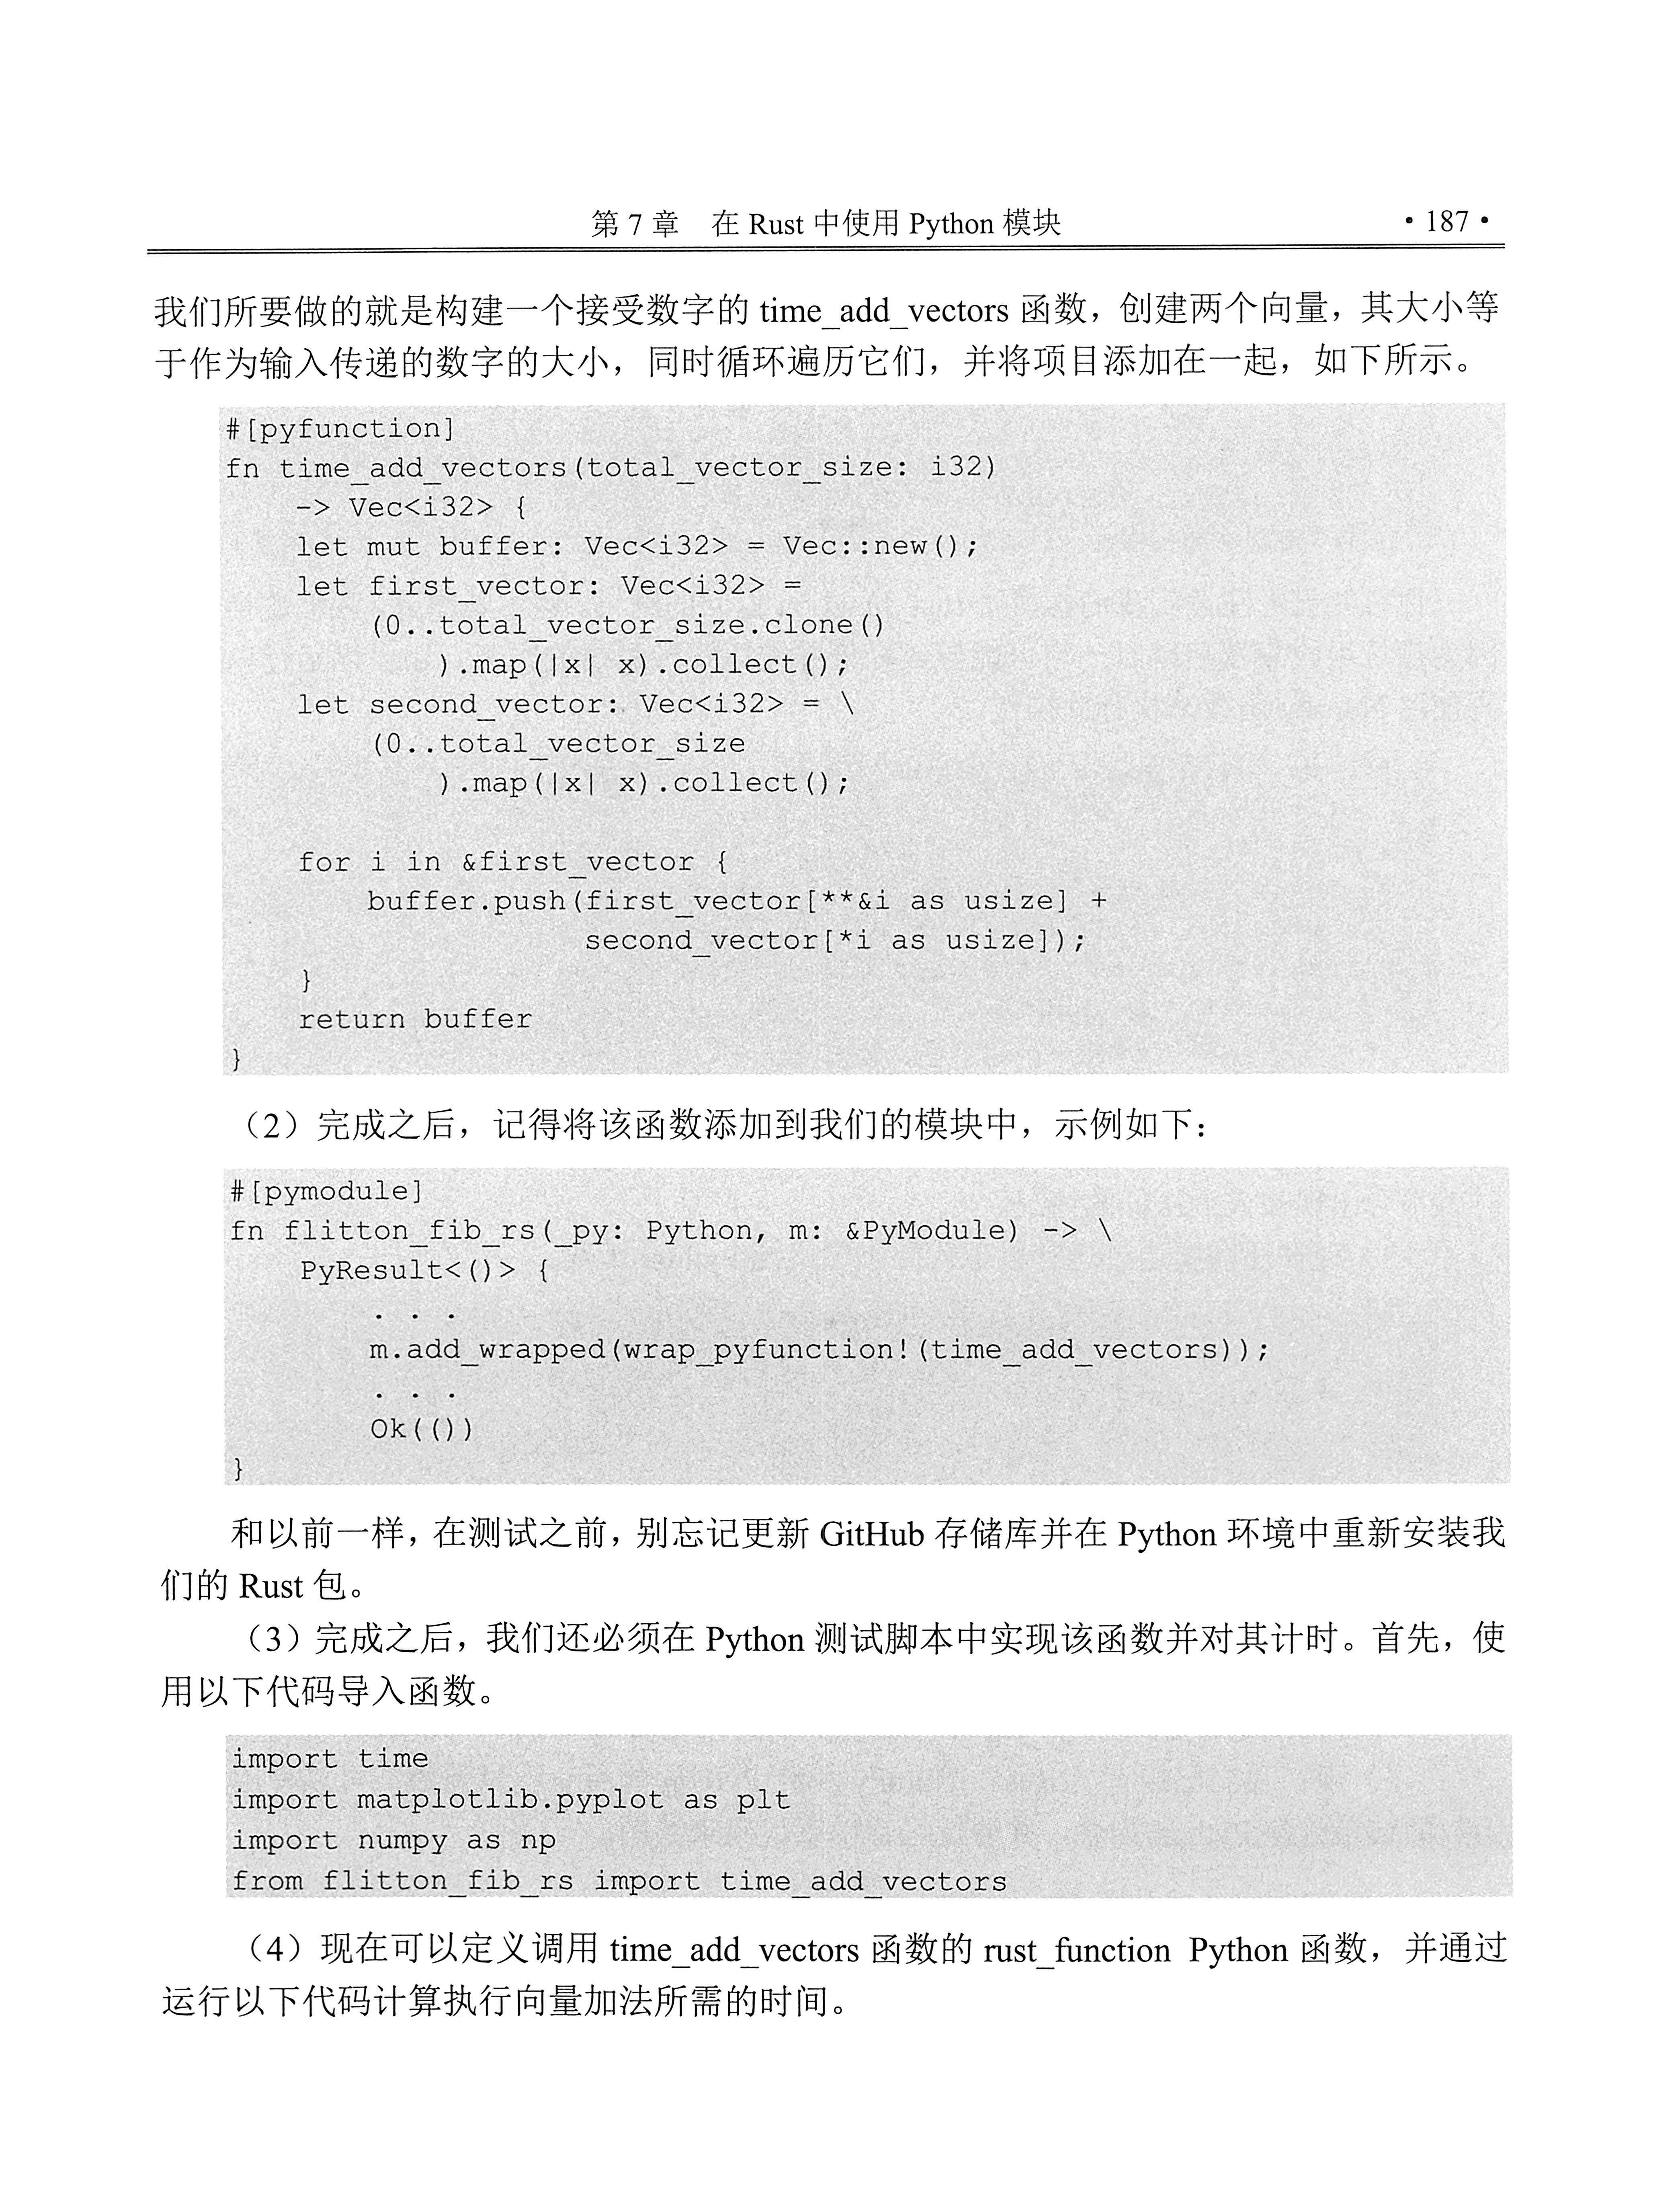 第 7 章　在 Rust 中使用 Python 模块
• 187 •
我们所要做的就是构建一个接受数字的 time_add_vectors 函数，创建两个向量，其大小等
于作为输入传递的数字的大小，同时循环遍历它们，并将项目添加在一起，如下所示。
#[pyfunction]
fn time_add_vectors(total_vector_size: i32)
    -> Vec<i32> {
    let mut buffer: Vec<i32> = Vec::new();
    let first_vector: Vec<i32> =
        (0..total_vector_size.clone()
            ).map(|x| x).collect();
    let second_vector: Vec<i32> = \
        (0..total_vector_size
            ).map(|x| x).collect();
    for i in &first_vector {
        buffer.push(first_vector[**&i as usize] +
                    second_vector[*i as usize]);
    }
    return buffer
}
（2）完成之后，记得将该函数添加到我们的模块中，示例如下：
#[pymodule]
fn flitton_fib_rs(_py: Python, m: &PyModule) -> \
    PyResult<()> {
        . . .
        m.add_wrapped(wrap_pyfunction!(time_add_vectors));
        . . .
        Ok(())
}
和以前一样，在测试之前，别忘记更新 GitHub 存储库并在 Python 环境中重新安装我
们的 Rust 包。
（3）完成之后，我们还必须在 Python 测试脚本中实现该函数并对其计时。首先，使
用以下代码导入函数。
import time
import matplotlib.pyplot as plt
import numpy as np
from flitton_fib_rs import time_add_vectors
（4）现在可以定义调用 time_add_vectors 函数的 rust_function Python 函数，并通过
运行以下代码计算执行向量加法所需的时间。